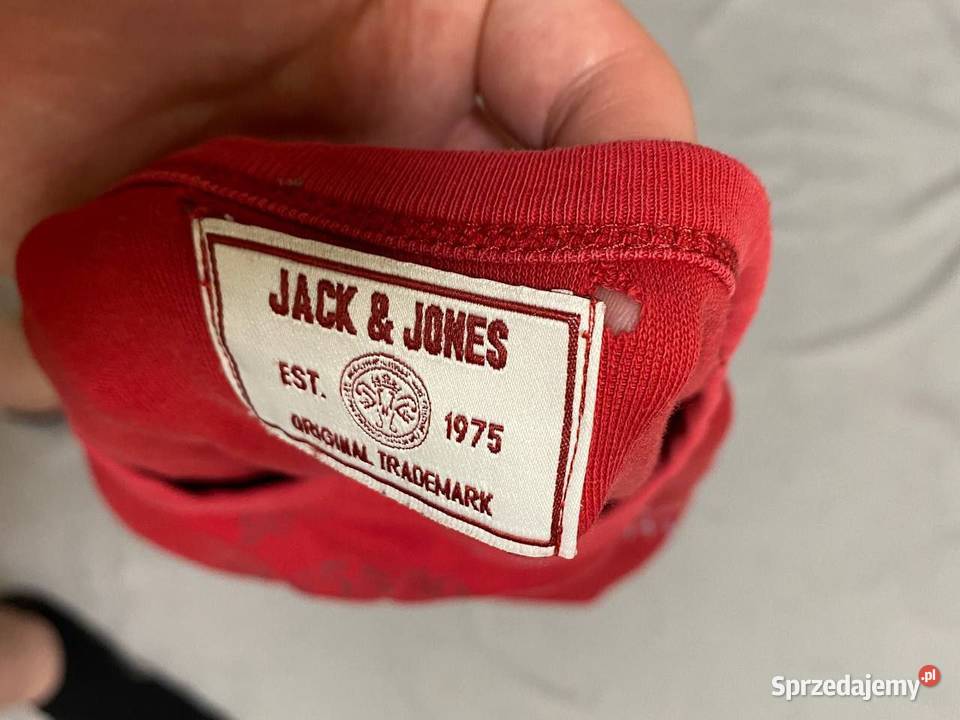 JACK & JONES
EST.
1975
ORIGINAL TRADEMARK
Sprzedajemy.pl